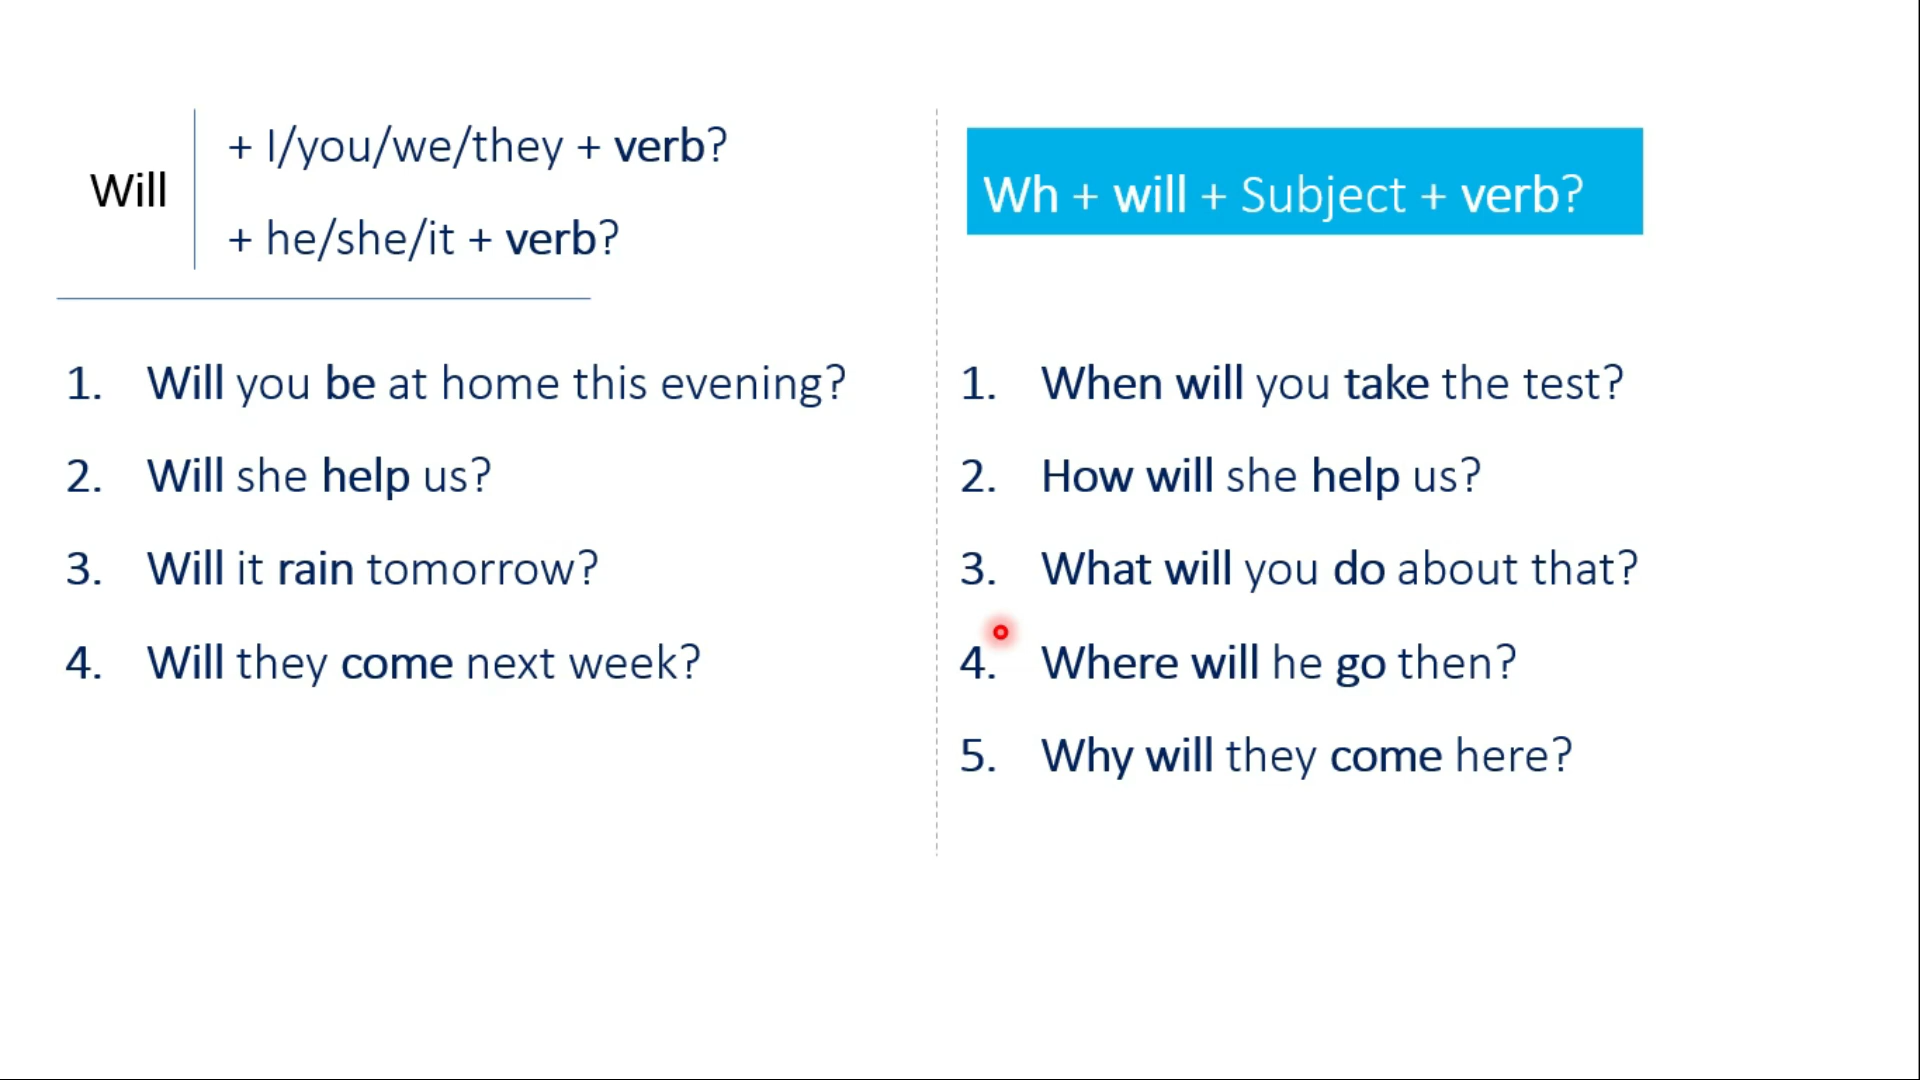 Will
+ I/you/we/they + verb?
+ he/she/it + verb?
1. Will you be at home this evening?
2. Will she help us?
3. Will it rain tomorrow?
4. Will they come next week?
Wh + will + Subject + verb?
1. When will you take the test?
2. How will she help us?
3. What will you do about that?
4. Where will he go then?
5. Why will they come here?